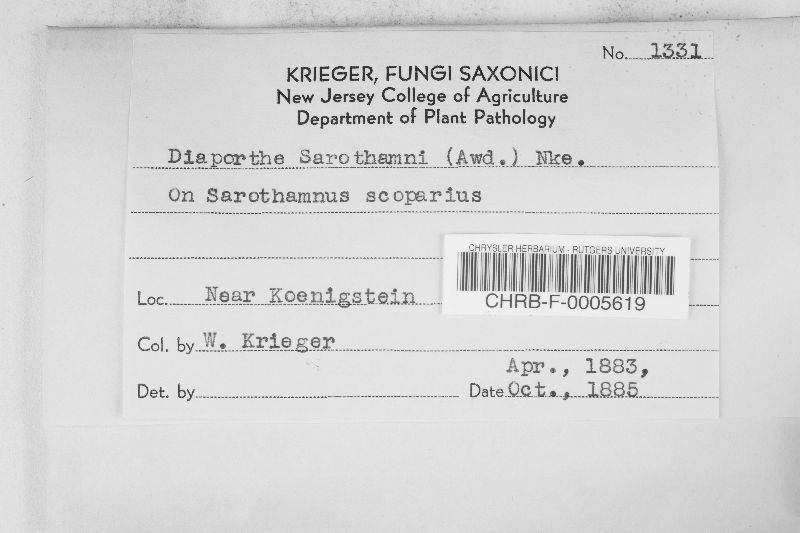 No. 1331
KRIEGER, FUNGI SAXONICI
New Jersey College of Agriculture
Department of Plant Pathology
Diaporthe Sarothamni (Awd.) Nke.
On Sarothamnus scoparius
CHRYSLER HERBARIUM - RUTGERS UNIVERSITY
CHRB-F-0005619
Loc. Near Koenigstein
Col. by W. Krieger
Apr., 1883,
Det. by Date Oct., 1885